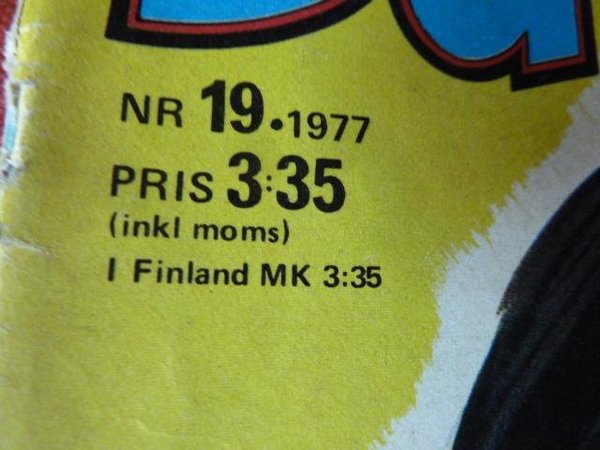 NR 19.1977
PRIS 3:35
(inkl moms)
I Finland MK 3:35